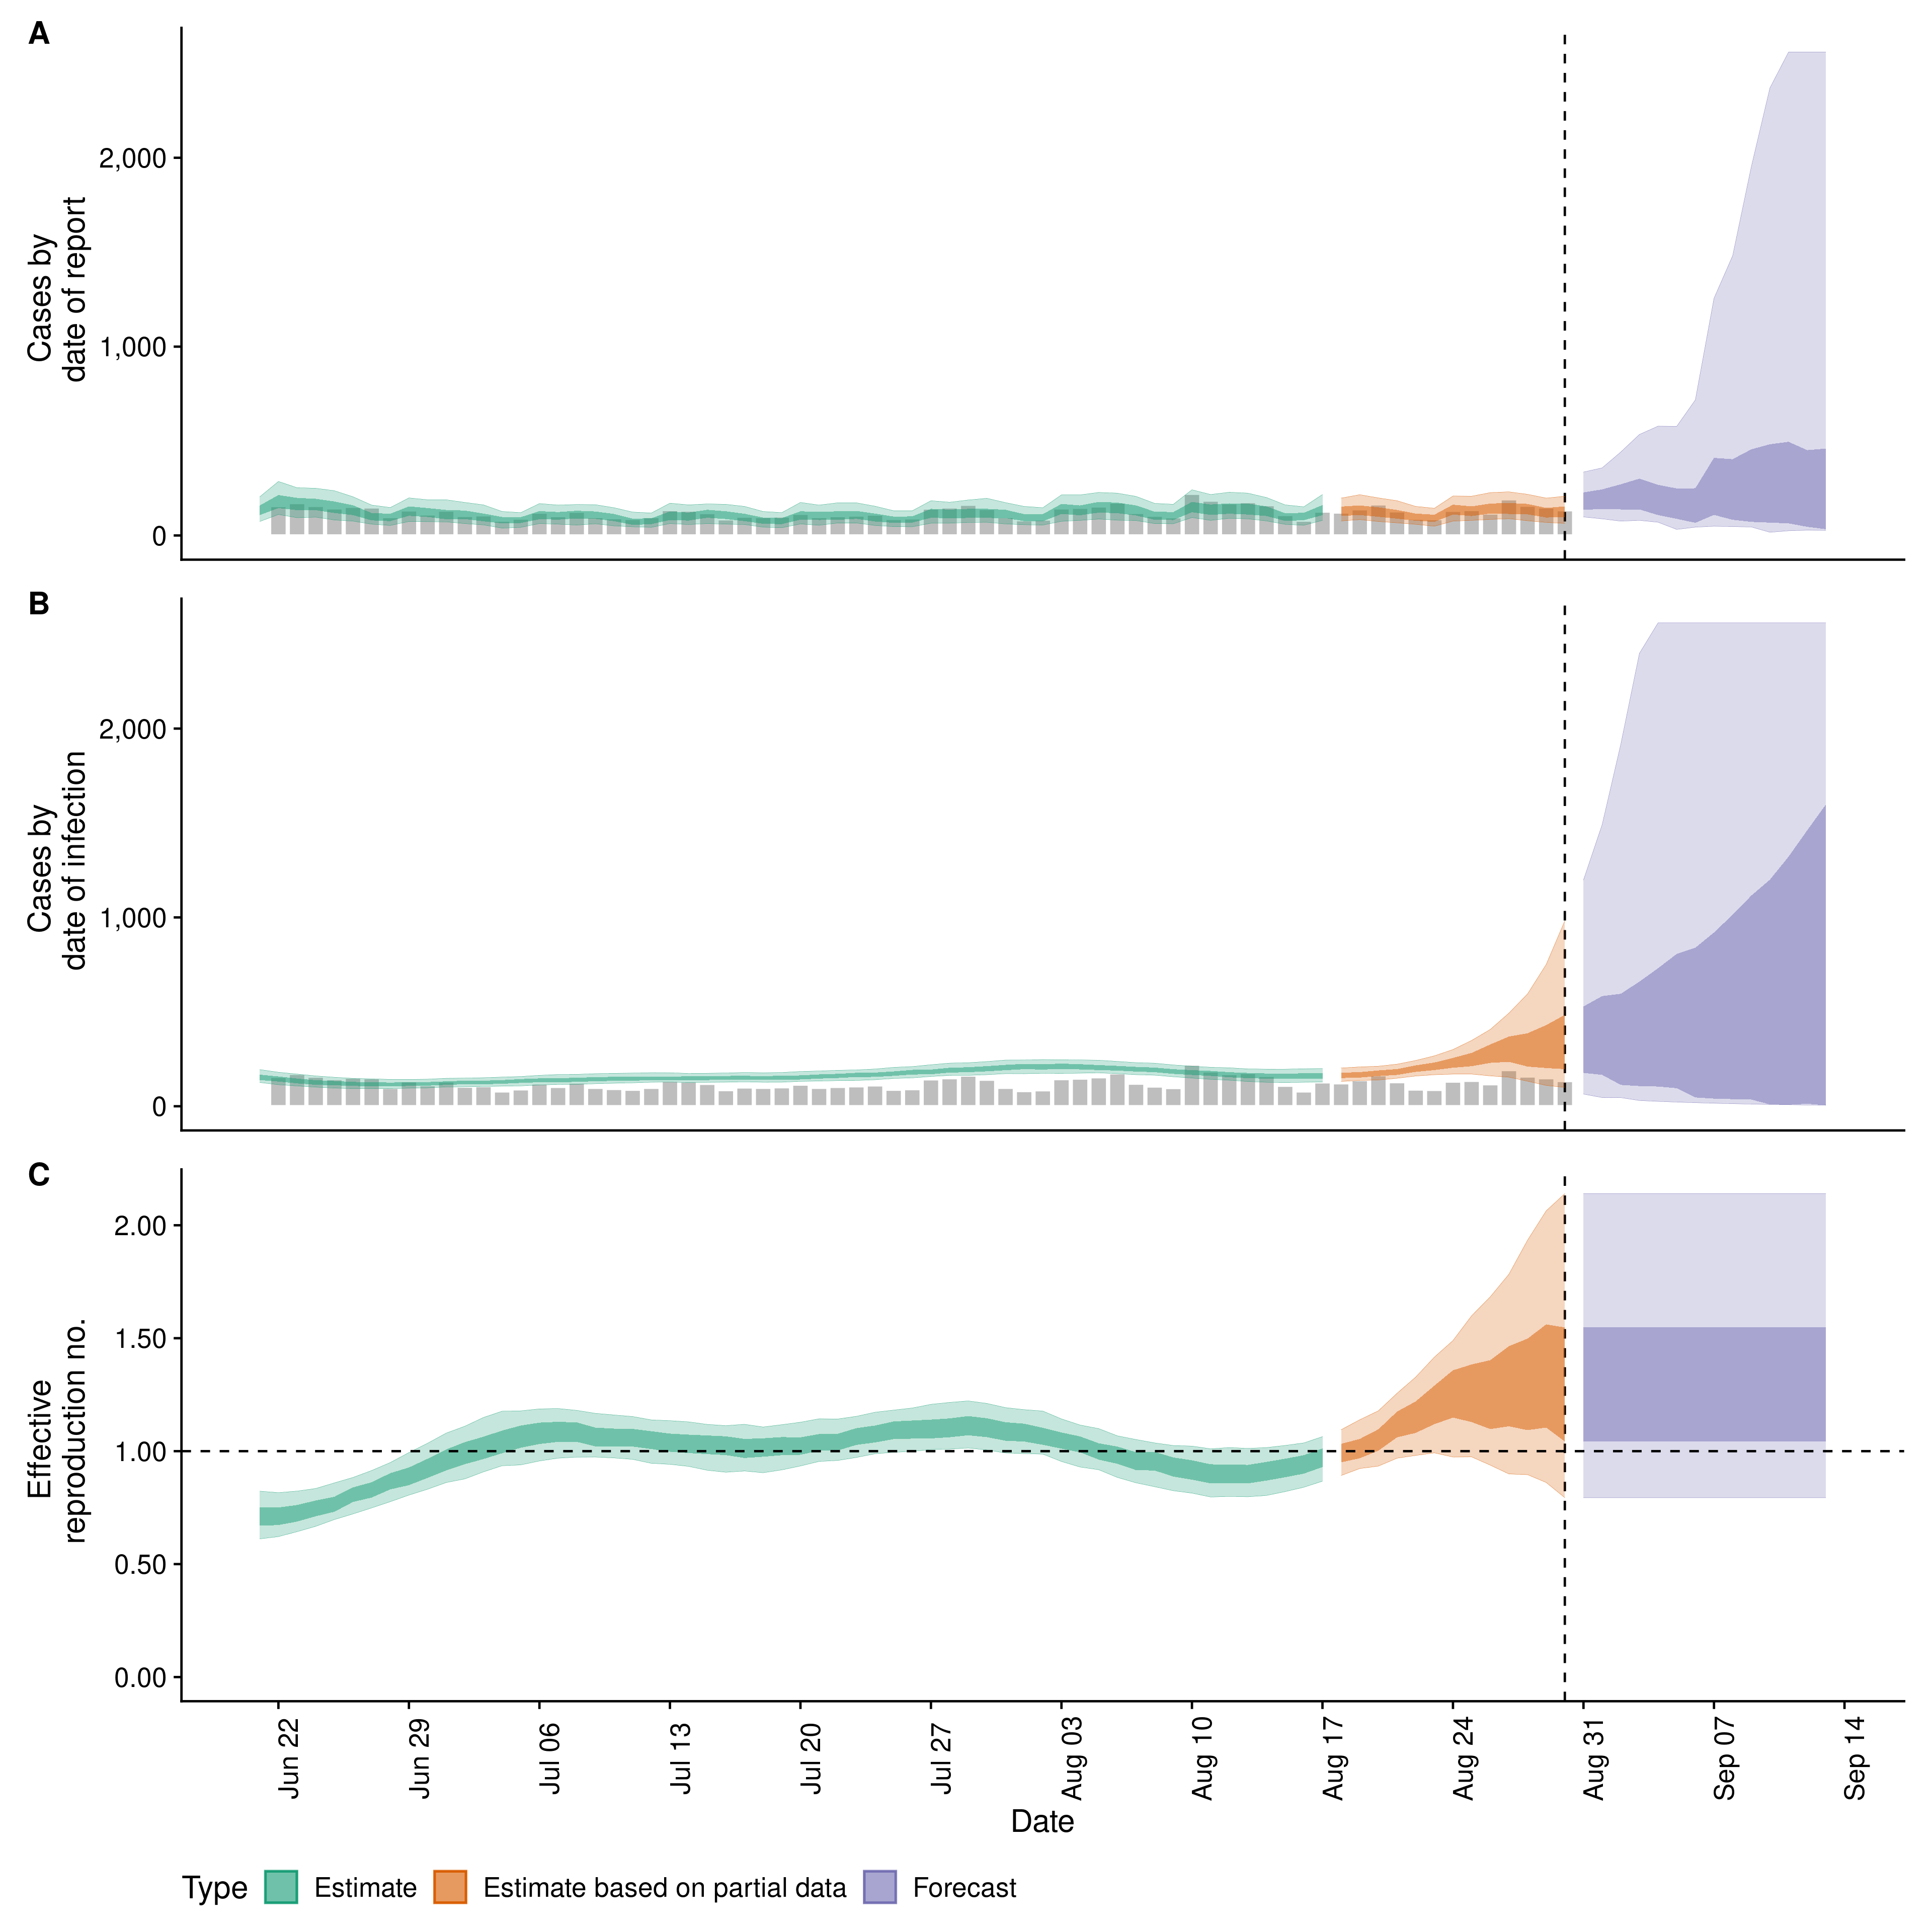 A
Cases by
date of report
2,000
1,000
0
B
Cases by
date of infection
2,000
1,000
0
C
Effective
reproduction no.
2.00
1.50
1.00
0.50
0.00
Jun 22
Jun 29
Jul 06
Jul 13
Jul 20
Jul 27
Aug 03
Aug 10
Aug 17
Aug 24
Aug 31
Sep 07
Sep 14
Date
Type Estimate Estimate based on partial data Forecast